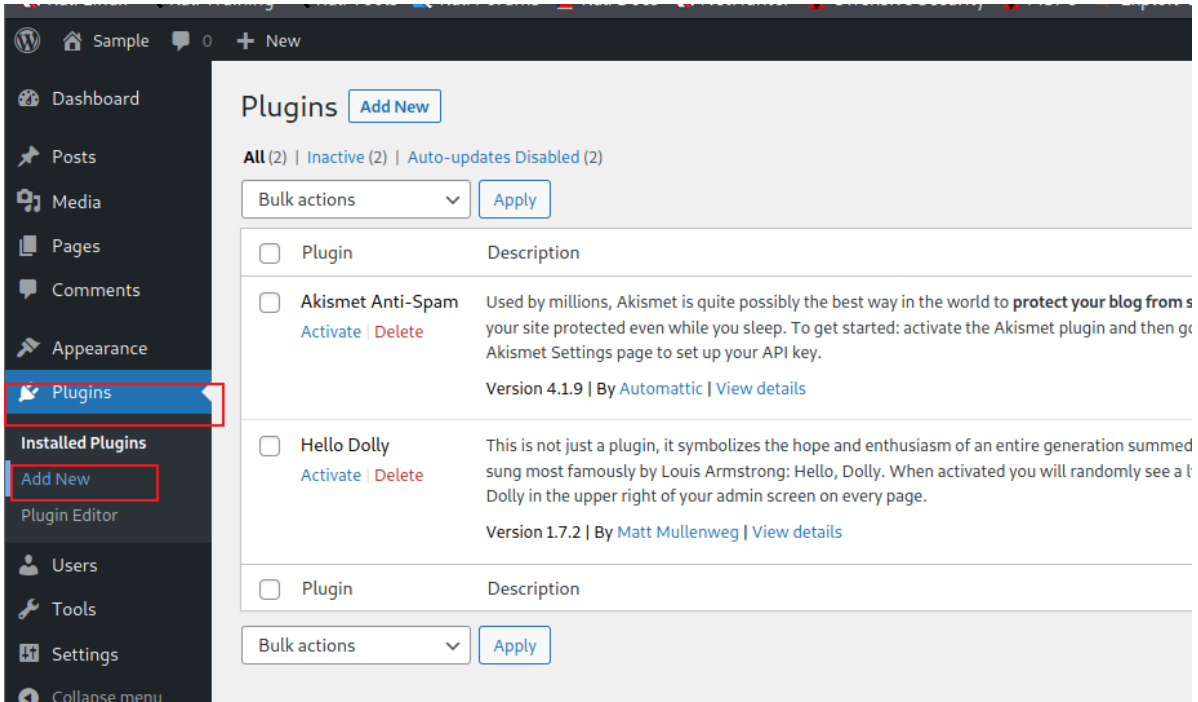 Sample 0 New
Dashboard
Posts
Media
Pages
Comments
Appearance
Plugins
Installed Plugins
Add New
Plugin Editor
Users
Tools
Settings
Collapse menu
Plugins Add New
All (2) | Inactive (2) | Auto-updates Disabled (2)
Bulk actions Apply
Plugin Description
Akismet Anti-Spam
Activate | Delete
Used by millions, Akismet is quite possibly the best way in the world to protect your blog from s
your site protected even while you sleep. To get started: activate the Akismet plugin and then go
Akismet Settings page to set up your API key.
Version 4.1.9 | By Automattic | View details
Hello Dolly
Activate | Delete
This is not just a plugin, it symbolizes the hope and enthusiasm of an entire generation summed
sung most famously by Louis Armstrong: Hello, Dolly. When activated you will randomly see a ly
Dolly in the upper right of your admin screen on every page.
Version 1.7.2 | By Matt Mullenweg | View details
Plugin Description
Bulk actions Apply